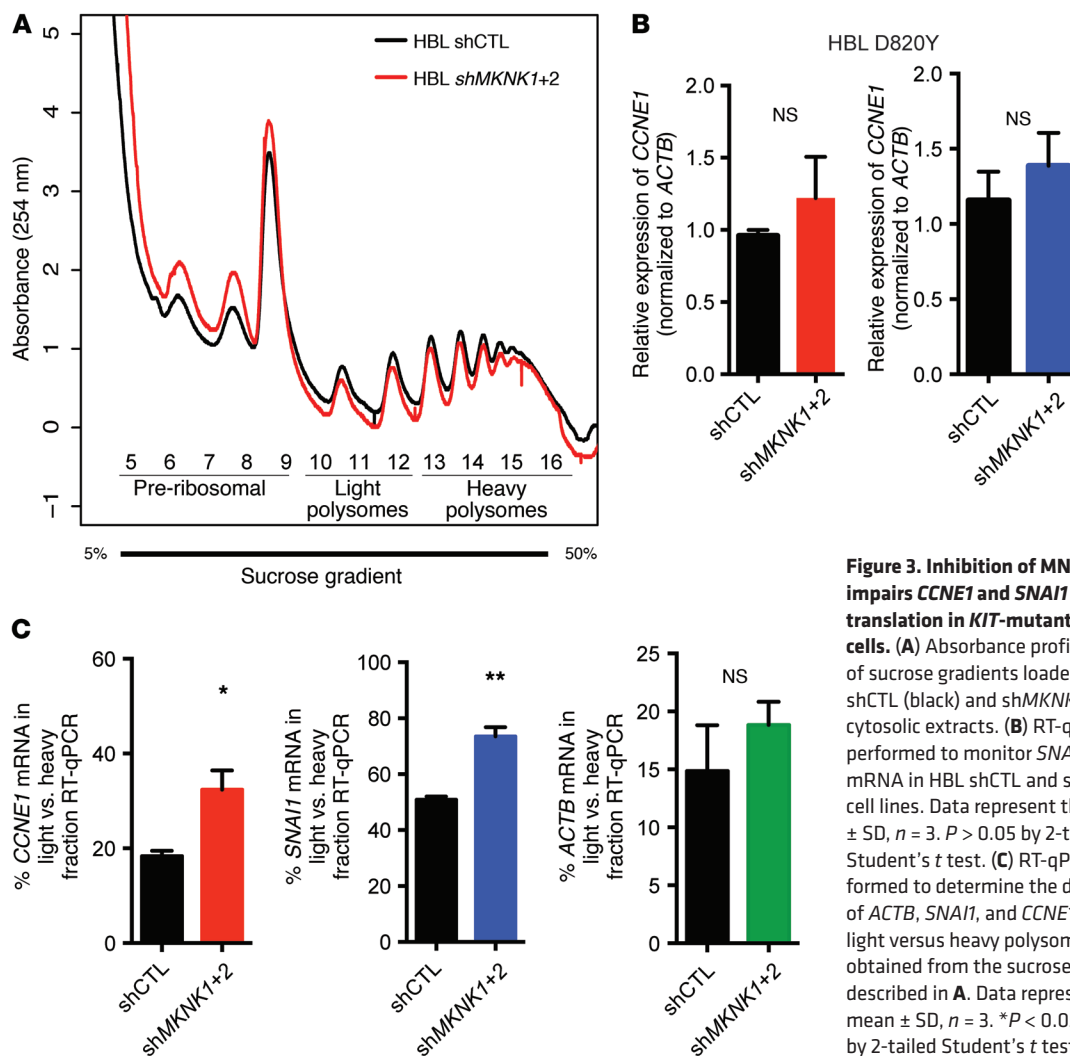 A
HBL shCTL
HBL shMKNK1+2
Absorbance (254 nm)
5
4
3
2
1
0
−1
5 6 7 8 9 10 11 12 13 14 15 16
Pre-ribosomal
Light
polysomes
Heavy
polysomes
5% 50%
Sucrose gradient
B
HBL D820Y
Relative expression of CCNE1
(normalized to ACTB)
2.0
1.5
1.0
0.5
0.0
NS
shCTL
shMKNK1+2
Relative expression of CCNE1
(normalized to ACTB)
2.0
1.5
1.0
0.5
0.0
NS
shCTL
shMKNK1+2
C
% CCNE1 mRNA in
light vs. heavy
fraction RT-qPCR
60
40
20
0
*
shCTL
shMKNK1+2
% SNAI1 mRNA in
light vs. heavy
fraction RT-qPCR
100
80
60
40
20
0
**
shCTL
shMKNK1+2
% ACTB mRNA in
light vs. heavy
fraction RT-qPCR
25
20
15
10
5
0
NS
shCTL
shMKNK1+2
Figure 3. Inhibition of MN
impairs CCNE1 and SNAI1
translation in KIT-mutant
cells. (A) Absorbance profi
of sucrose gradients loade
shCTL (black) and shMKNK
cytosolic extracts. (B) RT-q
performed to monitor SNA
mRNA in HBL shCTL and s
cell lines. Data represent th
± SD, n = 3. P > 0.05 by 2-t
Student's t test. (C) RT-qP
formed to determine the d
of ACTB, SNAI1, and CCNE1
light versus heavy polysom
obtained from the sucrose
described in A. Data repres
mean ± SD, n = 3. *P < 0.0
by 2-tailed Student's t test